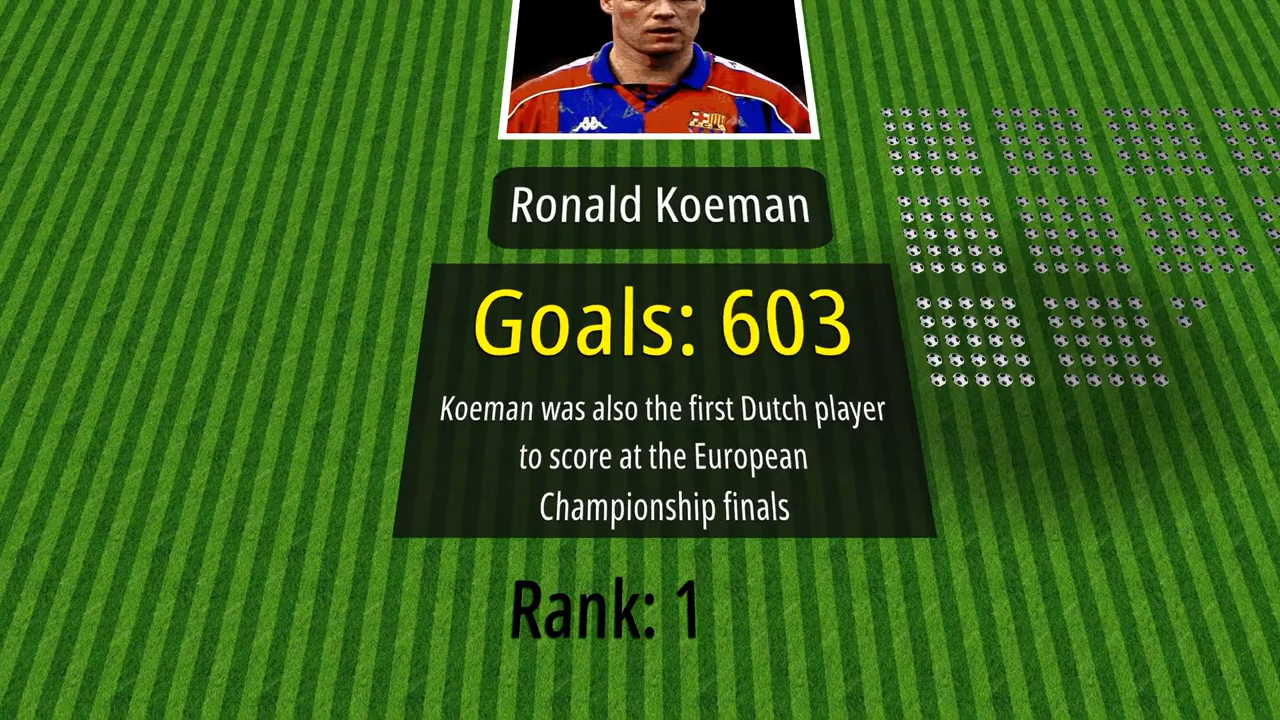 Ronald Koeman
Goals: 603
Koeman was also the first Dutch player
to score at the European
Championship finals
Rank: 1